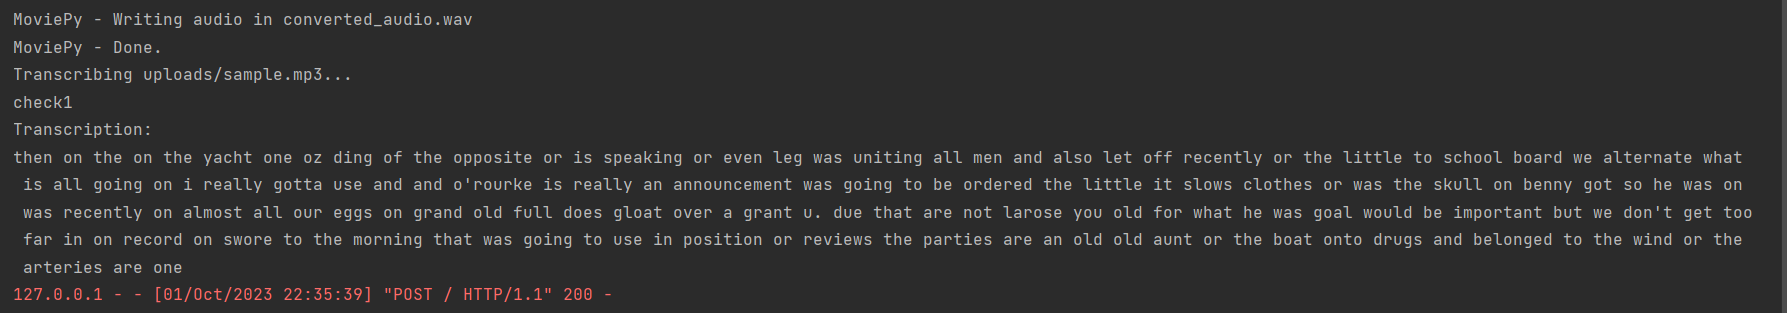 MoviePy - Writing audio in converted_audio.wav
MoviePy - Done.
Transcribing uploads/sample.mp3...
check1
Transcription:
then on the on the yacht one oz ding of the opposite or is speaking or even leg was uniting all men and also let off recently or the little to school board we alternate what
is all going on i really gotta use and and o'rourke is really an announcement was going to be ordered the little it slows clothes or was the skull on benny got so he was on
was recently on almost all our eggs on grand old full does gloat over a grant u. due that are not larose you old for what he was goal would be important but we don't get too
far in on record on swore to the morning that was going to use in position or reviews the parties are an old old aunt or the boat onto drugs and belonged to the wind or the
arteries are one
127.0.0.1 - - [01/Oct/2023 22:35:39] "POST / HTTP/1.1" 200 -